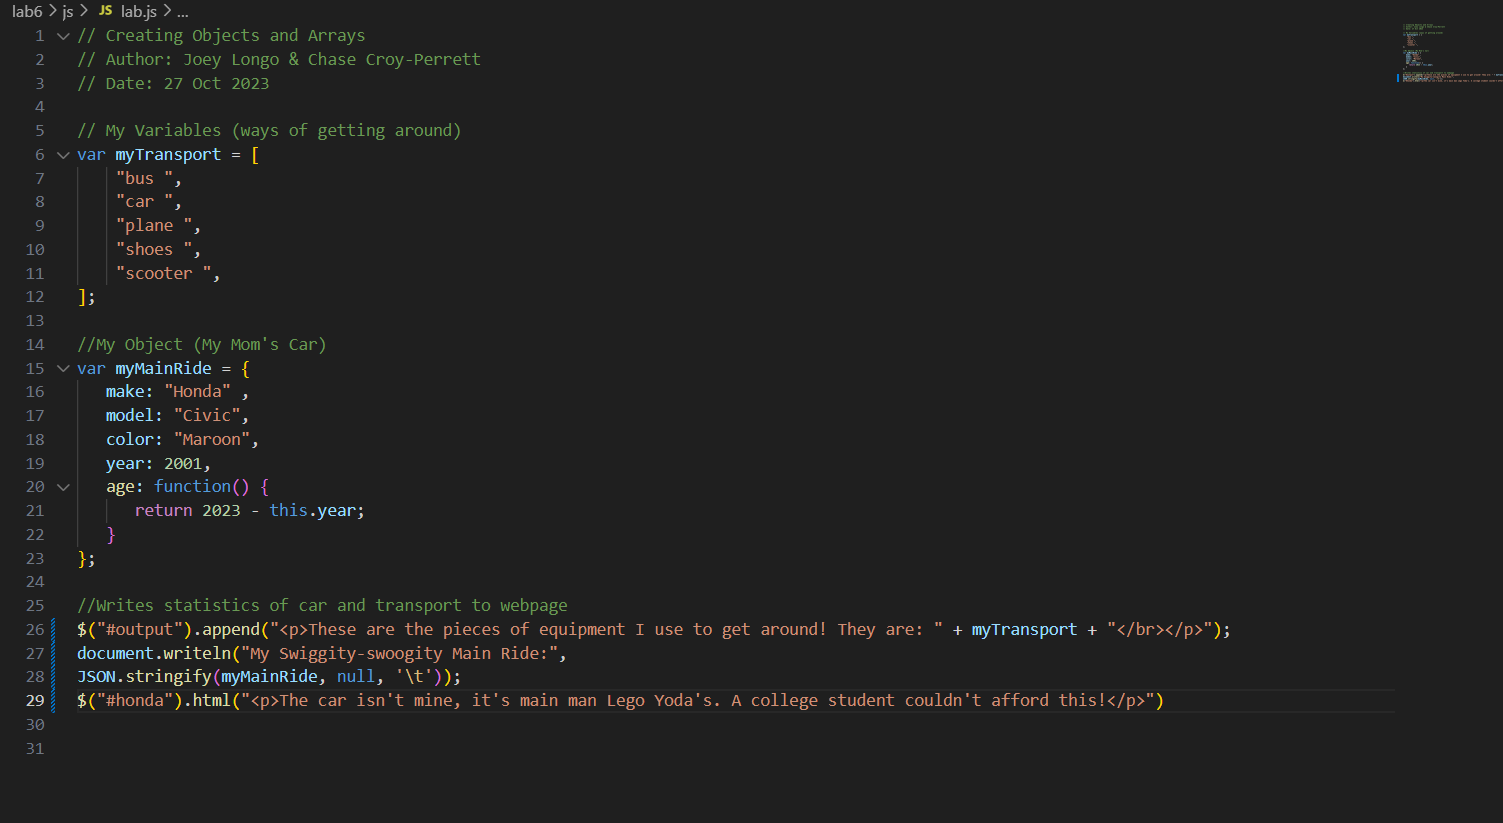 lab6 > js > JS lab.js > ...
1 // Creating Objects and Arrays
2 // Author: Joey Longo & Chase Croy-Perrett
3 // Date: 27 Oct 2023
4
5 // My Variables (ways of getting around)
6 var myTransport = [
7 "bus ",
8 "car ",
9 "plane ",
10 "shoes ",
11 "scooter ",
12 ];
13
14 //My Object (My Mom's Car)
15 var myMainRide = {
16 make: "Honda" ,
17 model: "Civic",
18 color: "Maroon",
19 year: 2001,
20 age: function() {
21 return 2023 - this.year;
22 }
23 };
24
25 //Writes statistics of car and transport to webpage
26 $("#output").append("<p>These are the pieces of equipment I use to get around! They are: " + myTransport + "</br></p>");
27 document.writeln("My Swiggity-swoogity Main Ride:",
28 JSON.stringify(myMainRide, null, '\t'));
29 $("#honda").html("<p>The car isn't mine, it's main man Lego Yoda's. A college student couldn't afford this!</p>")
30
31